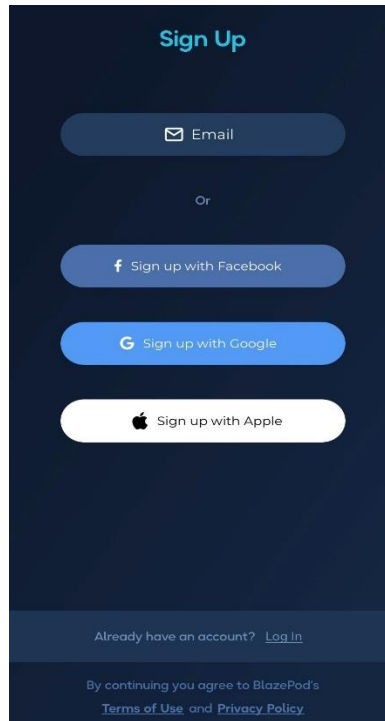 Sign Up
Email
Or
Sign up with Facebook
Sign up with Google
Sign up with Apple
Already have an account? Log In
By continuing you agree to BlazePod's
Terms of Use and Privacy Policy